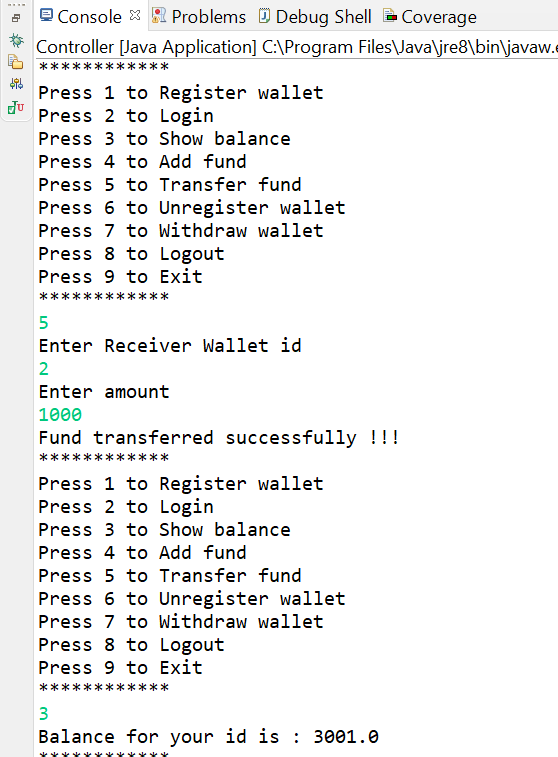 Console Problems Debug Shell Coverage
Controller [Java Application] C:\Program Files\Java\jre8\bin\javaw.e
************
Press 1 to Register wallet
Press 2 to Login
Press 3 to Show balance
Press 4 to Add fund
Press 5 to Transfer fund
Press 6 to Unregister wallet
Press 7 to Withdraw wallet
Press 8 to Logout
Press 9 to Exit
************
5
Enter Receiver Wallet id
2
Enter amount
1000
Fund transferred successfully !!!
************
Press 1 to Register wallet
Press 2 to Login
Press 3 to Show balance
Press 4 to Add fund
Press 5 to Transfer fund
Press 6 to Unregister wallet
Press 7 to Withdraw wallet
Press 8 to Logout
Press 9 to Exit
************
3
Balance for your id is : 3001.0
************